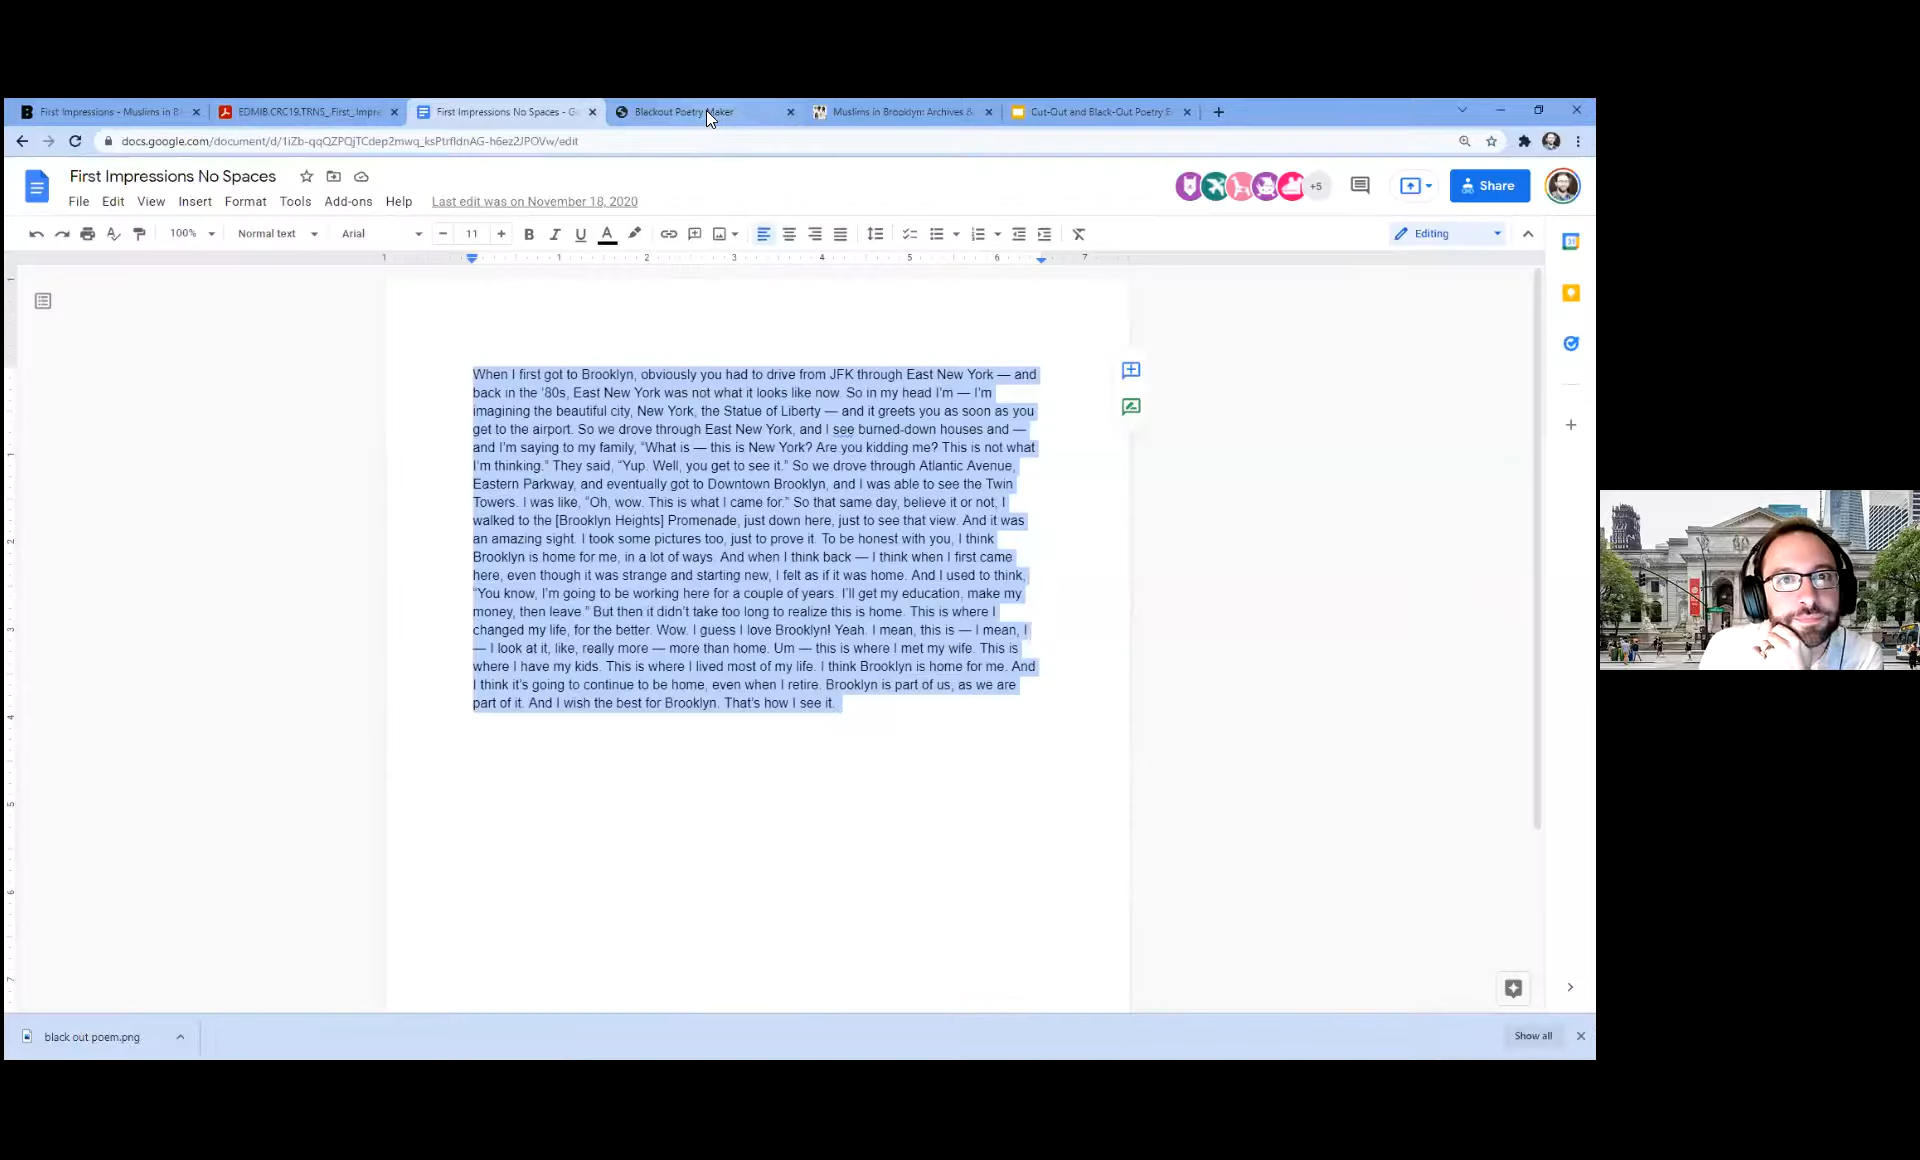 First Impressions - Muslims in B
EDMIB.CRC19.TRNS_First_Impre
First Impressions No Spaces - G
Blackout Poetry Maker
Muslims in Brooklyn: Archives &
Cut-Out and Black-Out Poetry E
docs.google.com/document/d/1iZb-qqQZPQjTCdep2mwq_ksPtrfldnAG-h6ez2JPOVw/edit
First Impressions No Spaces
+5
Share
File Edit View Insert Format Tools Add-ons Help Last edit was on November 18, 2020
100% Normal text Arial 11 B I U A Editing
1 1 2 3 4 5 6 7
When I first got to Brooklyn, obviously you had to drive from JFK through East New York — and
back in the '80s, East New York was not what it looks like now. So in my head I'm — I'm
imagining the beautiful city, New York, the Statue of Liberty — and it greets you as soon as you
get to the airport. So we drove through East New York, and I see burned-down houses and —
and I'm saying to my family, “What is — this is New York? Are you kidding me? This is not what
I'm thinking.” They said, “Yup. Well, you get to see it.” So we drove through Atlantic Avenue,
Eastern Parkway, and eventually got to Downtown Brooklyn, and I was able to see the Twin
Towers. I was like, “Oh, wow. This is what I came for.” So that same day, believe it or not, I
walked to the [Brooklyn Heights] Promenade, just down here, just to see that view. And it was
an amazing sight. I took some pictures too, just to prove it. To be honest with you, I think
Brooklyn is home for me, in a lot of ways. And when I think back — I think when I first came
here, even though it was strange and starting new, I felt as if it was home. And I used to think,
“You know, I'm going to be working here for a couple of years. I'll get my education, make my
money, then leave.” But then it didn't take too long to realize this is home. This is where I
changed my life, for the better. Wow. I guess I love Brooklyn! Yeah. I mean, this is — I mean, I
— I look at it, like, really more — more than home. Um — this is where I met my wife. This is
where I have my kids. This is where I lived most of my life. I think Brooklyn is home for me. And
I think it's going to continue to be home, even when I retire. Brooklyn is part of us, as we are
part of it. And I wish the best for Brooklyn. That's how I see it.
black out poem.png
Show all